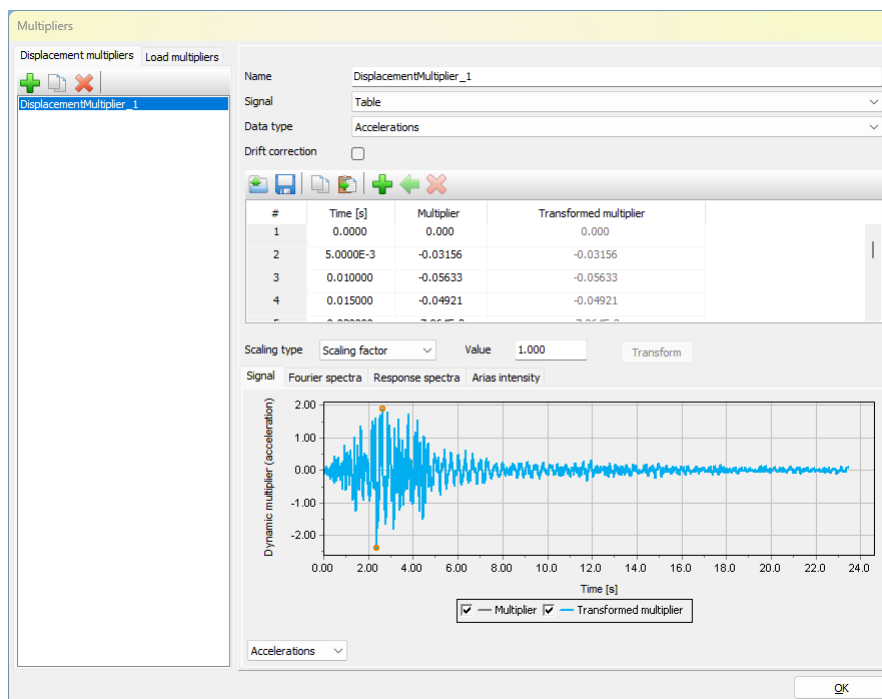 Multipliers
Displacement multipliers Load multipliers
DisplacementMultiplier_1
Name DisplacementMultiplier_1
Signal Table
Data type Accelerations
Drift correction
# Time [s] Multiplier Transformed multiplier
1 0.0000 0.000 0.000
2 5.0000E-3 -0.03156 -0.03156
3 0.010000 -0.05633 -0.05633
4 0.015000 -0.04921 -0.04921
Scaling type Scaling factor Value 1.000 Transform
Signal Fourier spectra Response spectra Arias intensity
Dynamic multiplier (acceleration)
2.00
1.00
0.00
-1.00
-2.00
0.00 2.00 4.00 6.00 8.00 10.0 12.0 14.0 16.0 18.0 20.0 22.0 24.0
Time [s]
Multiplier Transformed multiplier
Accelerations
OK